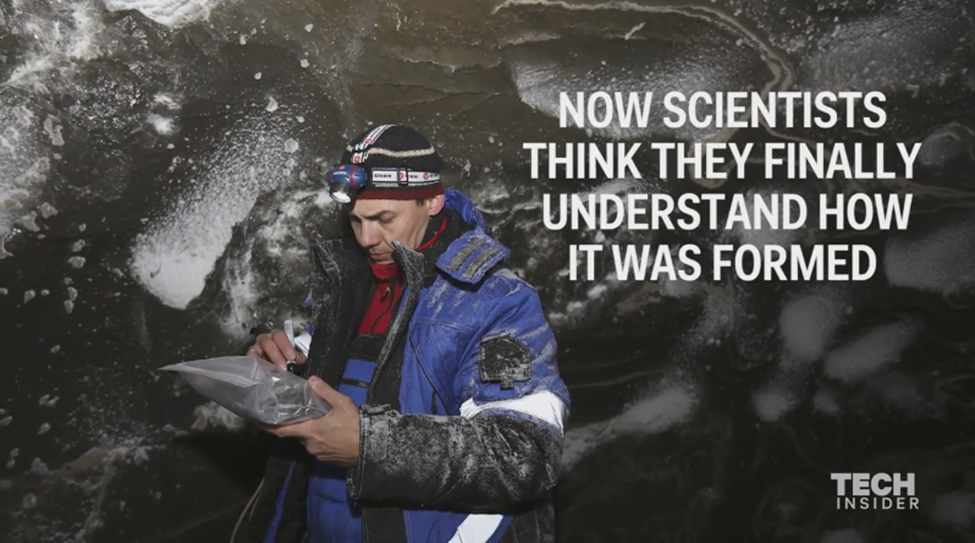 NOW SCIENTISTS
THINK THEY FINALLY
UNDERSTAND HOW
IT WAS FORMED
TECH
INSIDER